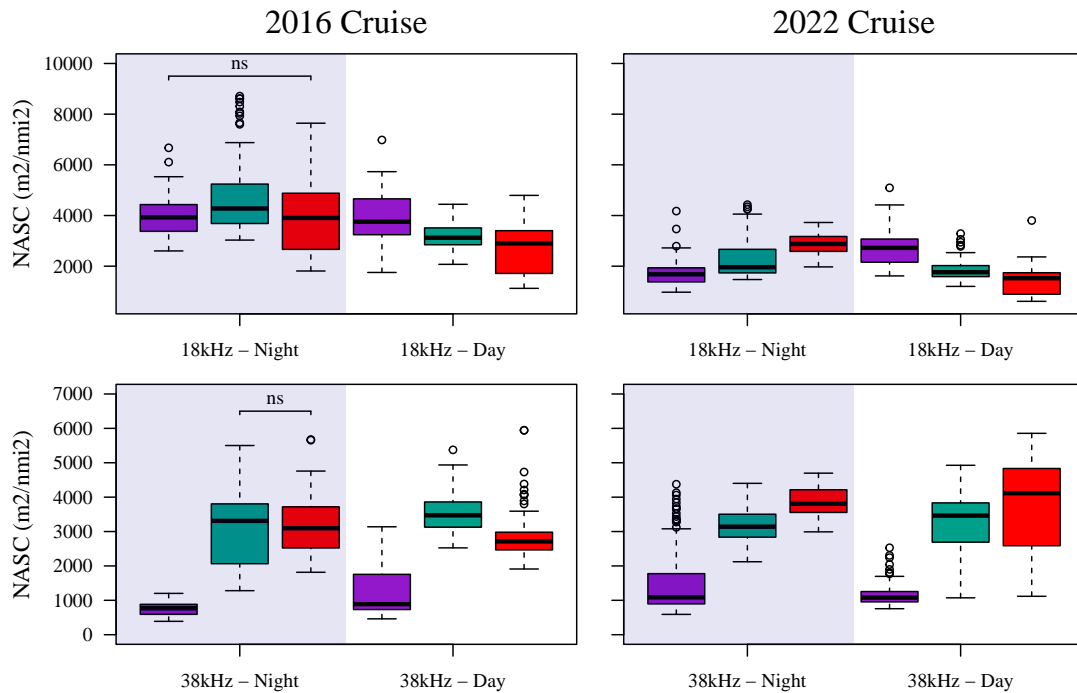 2016 Cruise
2022 Cruise
NASC (m2/nmi2)
10000
8000
6000
4000
2000
ns
18kHz – Night
18kHz – Day
18kHz – Night
18kHz – Day
NASC (m2/nmi2)
7000
6000
5000
4000
3000
2000
1000
0
ns
38kHz – Night
38kHz – Day
38kHz – Night
38kHz – Day